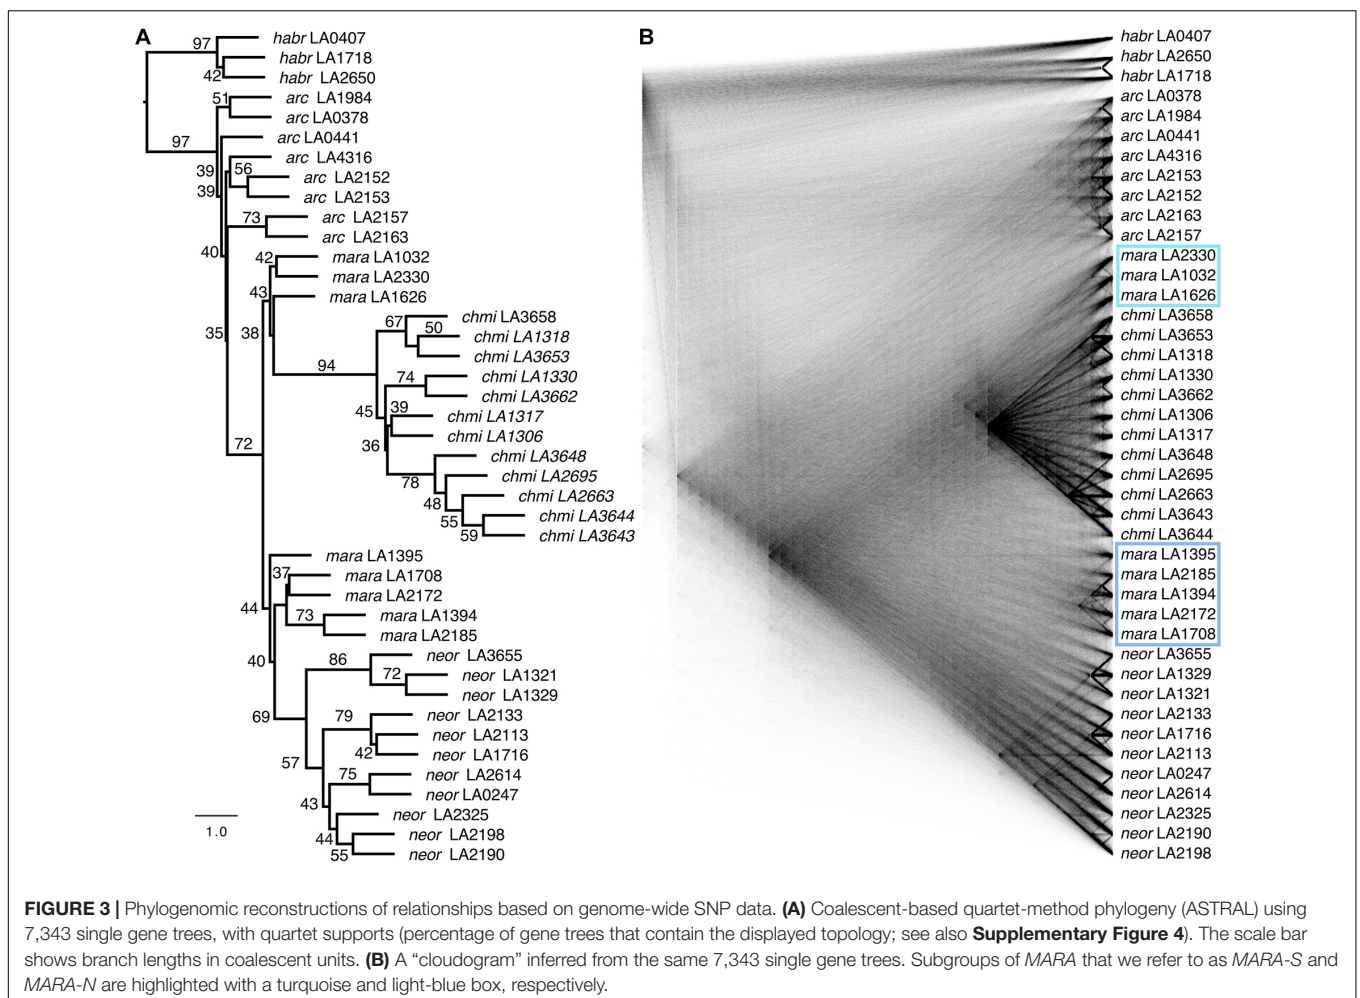 A
97
habr LA0407
habr LA1718
42
habr LA2650
51
arc LA1984
arc LA0378
97
arc LA0441
arc LA4316
39
56
arc LA2152
39
arc LA2153
73
arc LA2157
arc LA2163
40
42
mara LA1032
mara LA2330
43
mara LA1626
35
38
67
chmi LA3658
50
chmi LA1318
chmi LA3653
94
74
chmi LA1330
chmi LA3662
45
39
chmi LA1317
chmi LA1306
36
72
chmi LA3648
78
chmi LA2695
48
chmi LA2663
55
chmi LA3644
59
chmi LA3643
mara LA1395
37
mara LA1708
mara LA2172
44
73
mara LA1394
mara LA2185
40
86
neor LA3655
72
neor LA1321
neor LA1329
69
79
neor LA2133
neor LA2113
42
neor LA1716
57
75
neor LA2614
neor LA0247
43
neor LA2325
44
neor LA2198
55
neor LA2190
1.0
B
habr LA0407
habr LA2650
habr LA1718
arc LA0378
arc LA1984
arc LA0441
arc LA4316
arc LA2153
arc LA2152
arc LA2163
arc LA2157
mara LA2330
mara LA1032
mara LA1626
chmi LA3658
chmi LA3653
chmi LA1318
chmi LA1330
chmi LA3662
chmi LA1306
chmi LA1317
chmi LA3648
chmi LA2695
chmi LA2663
chmi LA3643
chmi LA3644
mara LA1395
mara LA2185
mara LA1394
mara LA2172
mara LA1708
neor LA3655
neor LA1329
neor LA1321
neor LA2133
neor LA1716
neor LA2113
neor LA0247
neor LA2614
neor LA2325
neor LA2190
neor LA2198
FIGURE 3 | Phylogenomic reconstructions of relationships based on genome-wide SNP data. (A) Coalescent-based quartet-method phylogeny (ASTRAL) using
7,343 single gene trees, with quartet supports (percentage of gene trees that contain the displayed topology; see also Supplementary Figure 4). The scale bar
shows branch lengths in coalescent units. (B) A “cloudogram” inferred from the same 7,343 single gene trees. Subgroups of MARA that we refer to as MARA-S and
MARA-N are highlighted with a turquoise and light-blue box, respectively.